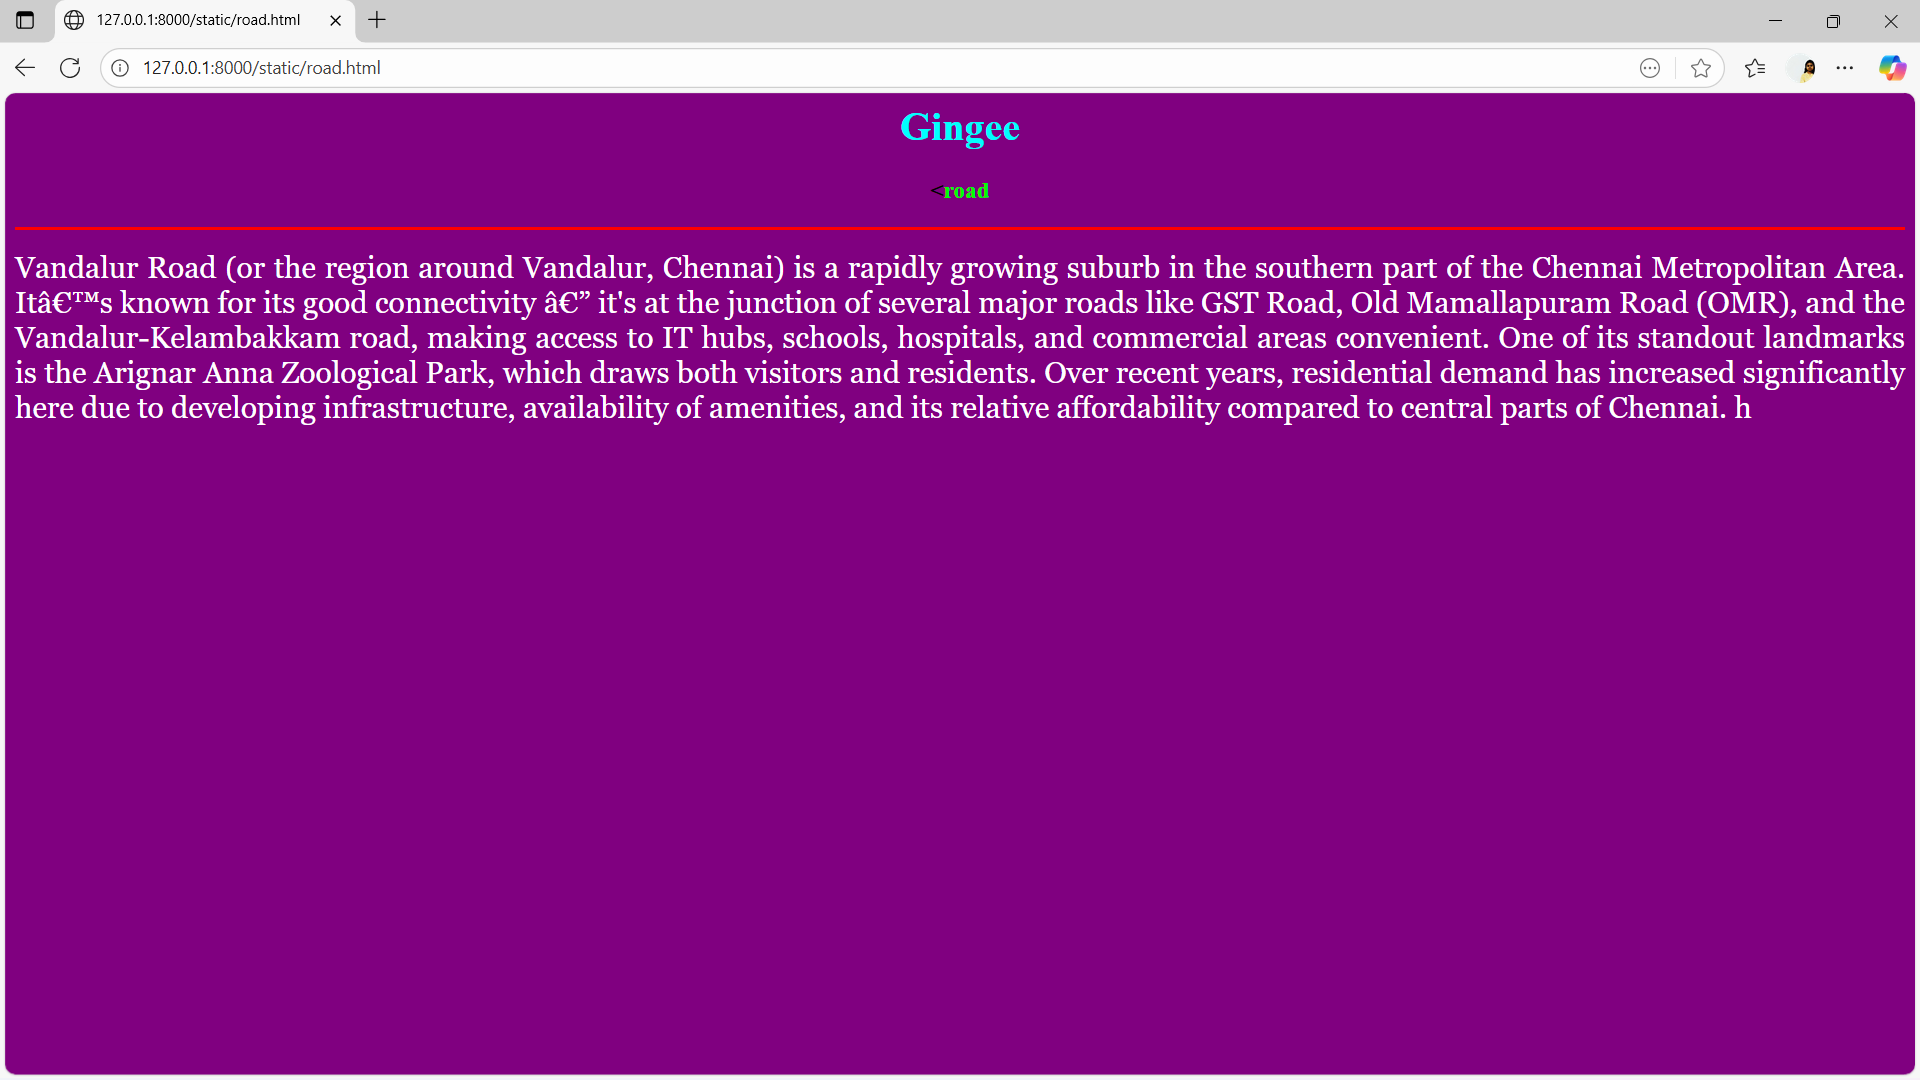 127.0.0.1:8000/static/road.html
127.0.0.1:8000/static/road.html
Gingee
<road
Vandalur Road (or the region around Vandalur, Chennai) is a rapidly growing suburb in the southern part of the Chennai Metropolitan Area.
Itâ€™s known for its good connectivity â€” it's at the junction of several major roads like GST Road, Old Mamallapuram Road (OMR), and the
Vandalur-Kelambakkam road, making access to IT hubs, schools, hospitals, and commercial areas convenient. One of its standout landmarks
is the Arignar Anna Zoological Park, which draws both visitors and residents. Over recent years, residential demand has increased significantly
here due to developing infrastructure, availability of amenities, and its relative affordability compared to central parts of Chennai. h